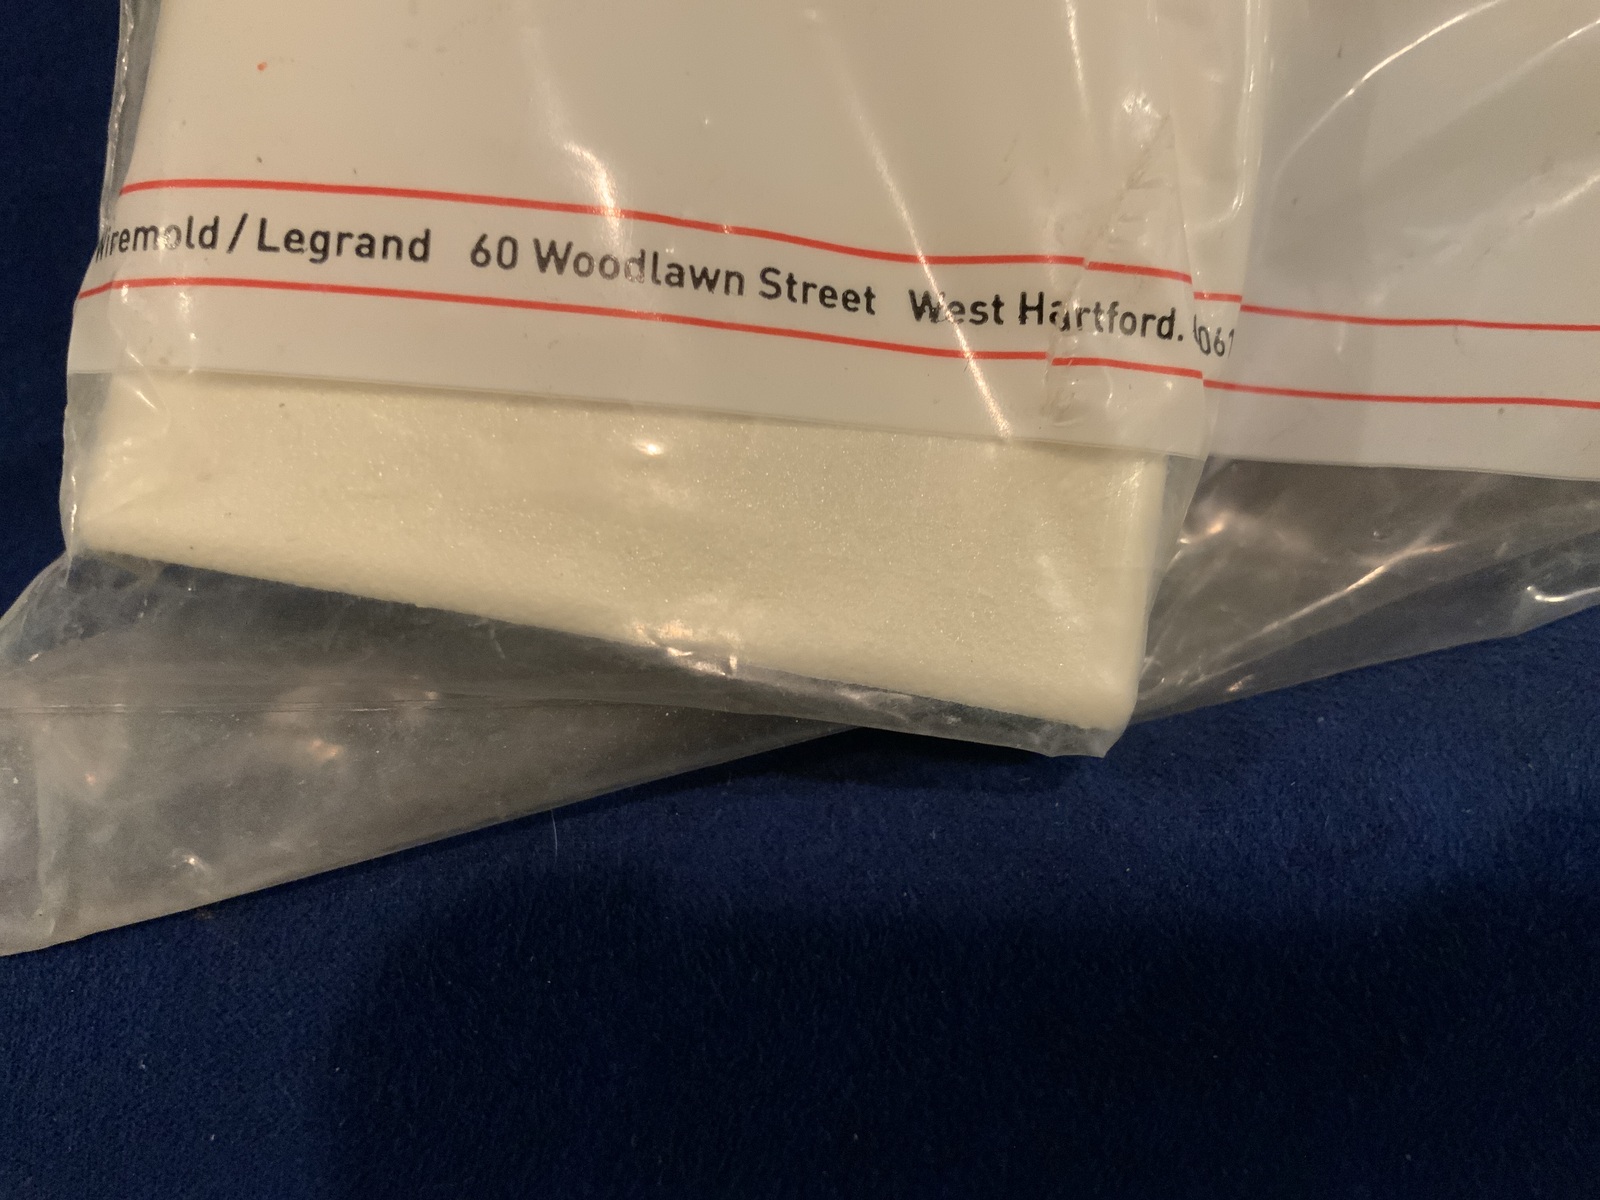 Wiremold / Legrand 60 Woodlawn Street West Hartford.